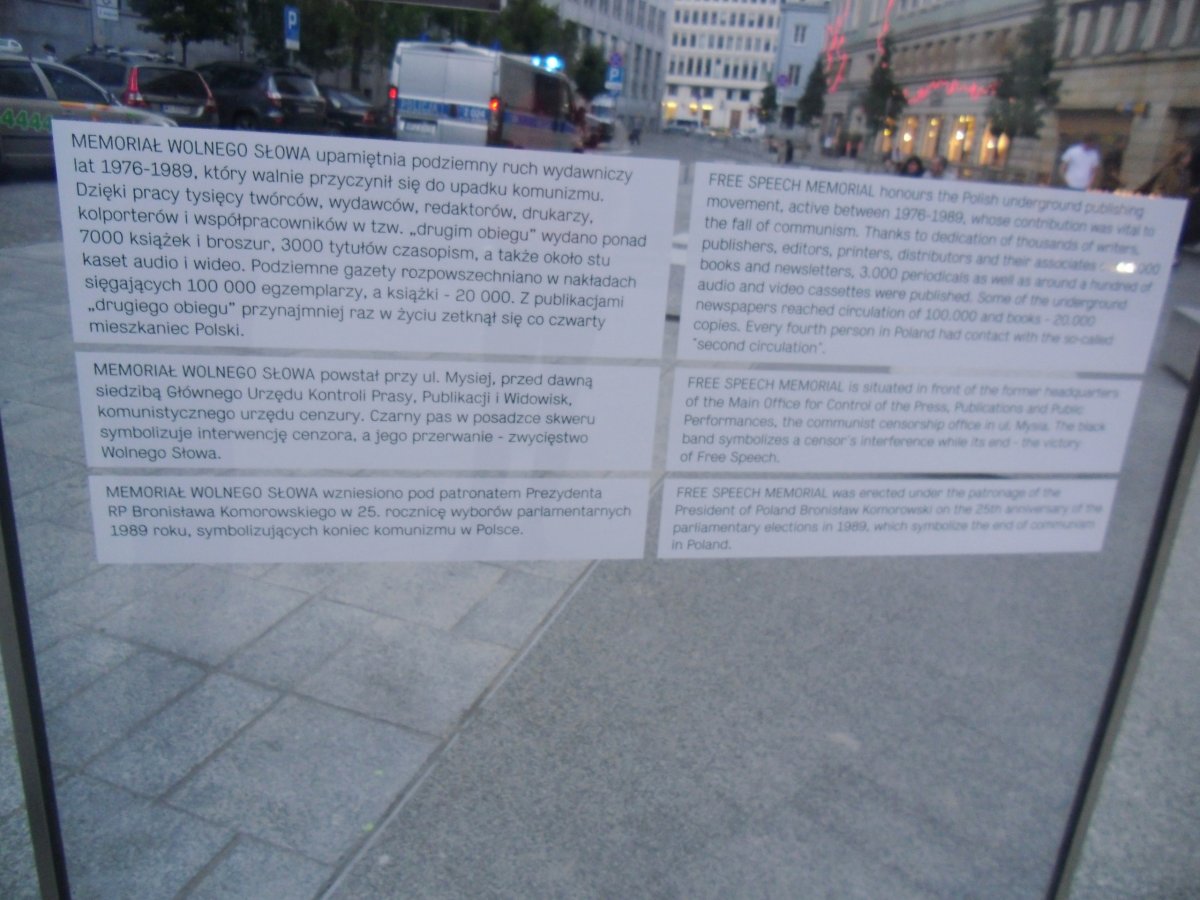 POLICJA
4444
MEMORIAŁ WOLNEGO SŁOWA upamiętnia podziemny ruch wydawniczy
lat 1976-1989, który walnie przyczynił się do upadku komunizmu.
Dzięki pracy tysięcy twórców, wydawców, redaktorów, drukarzy,
kolporterów i współpracowników w tzw. „drugim obiegu” wydano ponad
7000 książek i broszur, 3000 tytułów czasopism, a także około stu
kaset audio i wideo. Podziemne gazety rozpowszechniano w nakładach
sięgających 100 000 egzemplarzy, a książki - 20 000. Z publikacjami
„drugiego obiegu” przynajmniej raz w życiu zetknął się co czwarty
mieszkaniec Polski.
MEMORIAŁ WOLNEGO SŁOWA powstał przy ul. Mysiej, przed dawną
siedzibą Głównego Urzędu Kontroli Prasy, Publikacji i Widowisk,
komunistycznego urzędu cenzury. Czarny pas w posadzce skweru
symbolizuje interwencję cenzora, a jego przerwanie - zwycięstwo
Wolnego Słowa.
MEMORIAŁ WOLNEGO SŁOWA wzniesiono pod patronatem Prezydenta
RP Bronisława Komorowskiego w 25. rocznicę wyborów parlamentarnych
1989 roku, symbolizujących koniec komunizmu w Polsce.
FREE SPEECH MEMORIAL honours the Polish underground publishing
movement, active between 1976-1989, whose contribution was vital to
the fall of communism. Thanks to dedication of thousands of writers,
publishers, editors, printers, distributors and their associates
books and newsletters, 3.000 periodicals as well as around a hundred of
audio and video cassettes were published. Some of the underground
newspapers reached circulation of 100.000 and books - 20.000
copies. Every fourth person in Poland had contact with the so-called
"second circulation".
FREE SPEECH MEMORIAL is situated in front of the former headquarters
of the Main Office for Control of the Press, Publications and Public
Performances, the communist censorship office in ul. Mysia. The black
band symbolizes a censor's interference while its end - the victory
of Free Speech.
FREE SPEECH MEMORIAL was erected under the patronage of the
President of Poland Bronisław Komorowski on the 25th anniversary of the
parliamentary elections in 1989, which symbolize the end of communism
in Poland.